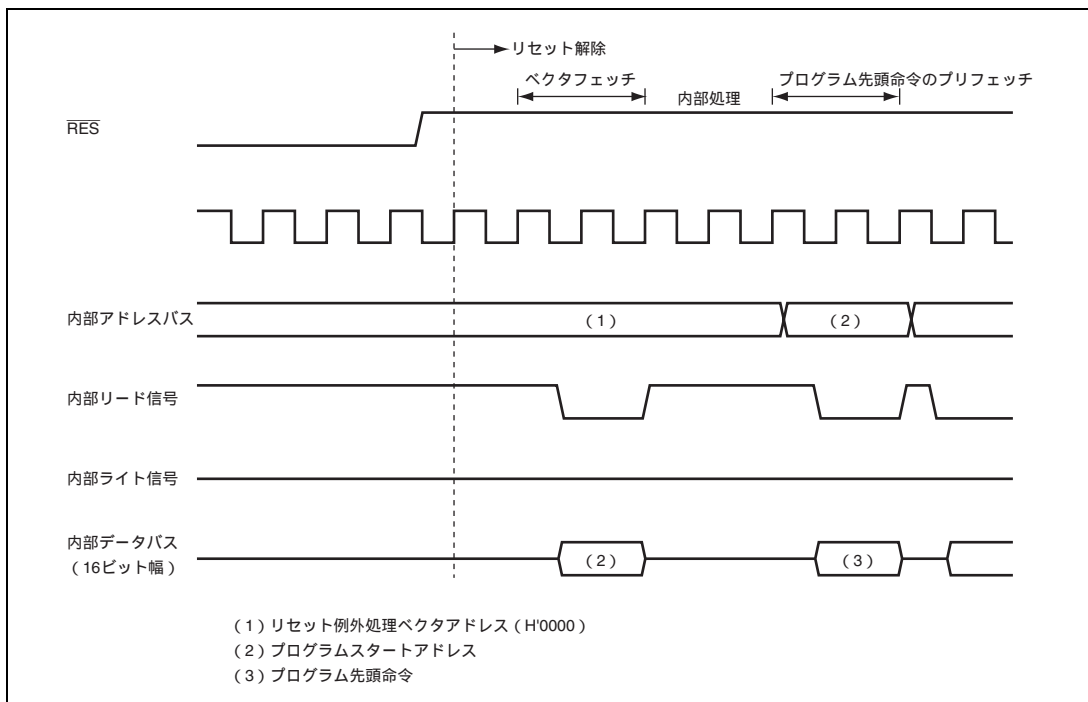 リセット解除
ベクタフェッチ
内部処理
プログラム先頭命令のプリフェッチ
RES
内部アドレスバス
（1）
（2）
内部リード信号
内部ライト信号
内部データバス
（16ビット幅）
（2）
（3）
（1）リセット例外処理ベクタアドレス（H'0000）
（2）プログラムスタートアドレス
（3）プログラム先頭命令